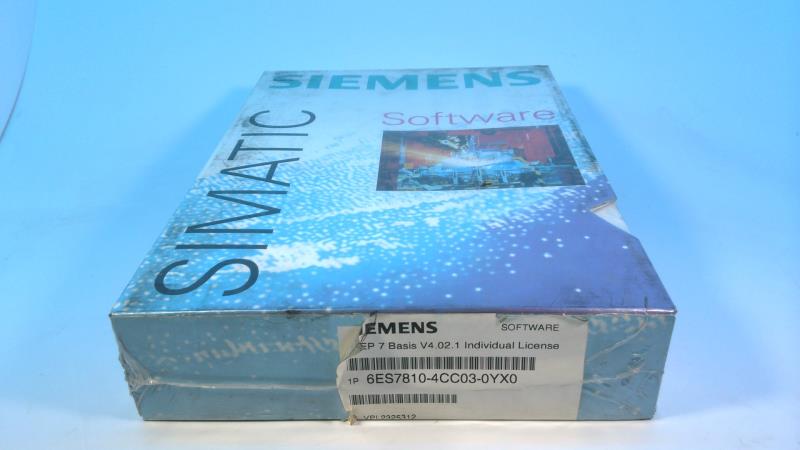 SIEMENS
Software
SIMATIC
SIEMENS SOFTWARE
EP 7 Basis V4.02.1 Individual License
1P 6ES7810-4CC03-0YX0